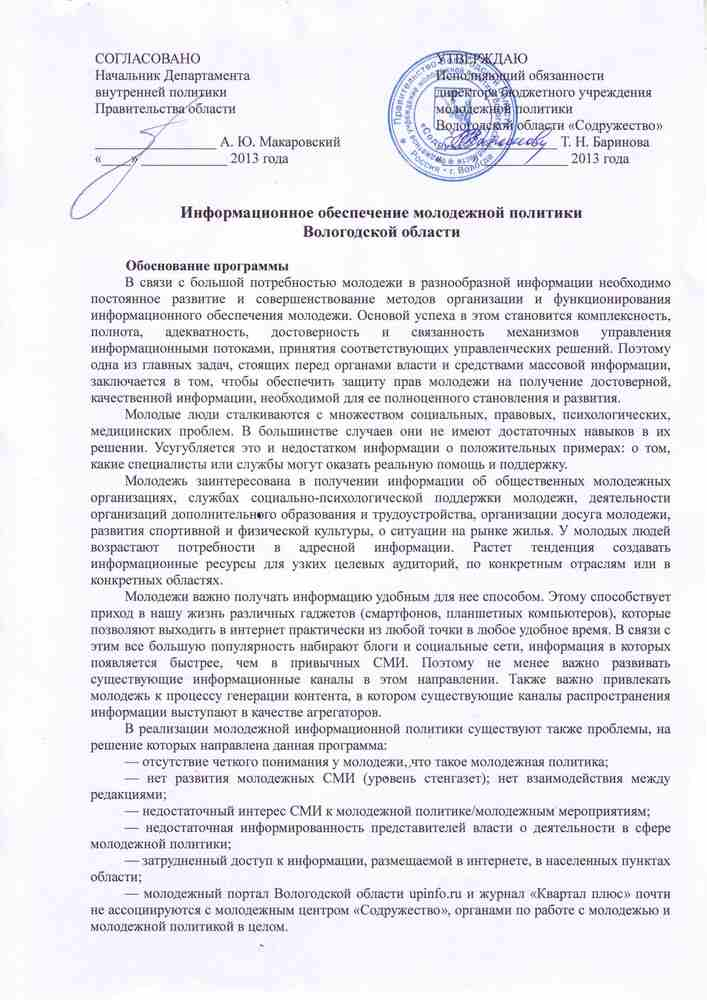 СОГЛАСОВАНО
Начальник Департамента
внутренней политики
Правительства области
_________________ А. Ю. Макаровский
«____» ____________ 2013 года
УТВЕРЖДАЮ
Исполняющий обязанности
директора бюджетного учреждения
молодежной политики
Вологодской области «Содружество»
Т. Н. Баринова
2013 года
Информационное обеспечение молодежной политики
Вологодской области
Обоснование программы
В связи с большой потребностью молодежи в разнообразной информации необходимо
постоянное развитие и совершенствование методов организации и функционирования
информационного обеспечения молодежи. Основой успеха в этом становится комплексность,
полнота, адекватность, достоверность и связанность механизмов управления
информационными потоками, принятия соответствующих управленческих решений. Поэтому
одна из главных задач, стоящих перед органами власти и средствами массовой информации,
заключается в том, чтобы обеспечить защиту прав молодежи на получение достоверной,
качественной информации, необходимой для ее полноценного становления и развития.
Молодые люди сталкиваются с множеством социальных, правовых, психологических,
медицинских проблем. В большинстве случаев они не имеют достаточных навыков в их
решении. Усугубляется это и недостатком информации о положительных примерах: о том,
какие специалисты или службы могут оказать реальную помощь и поддержку.
Молодежь заинтересована в получении информации об общественных молодежных
организациях, службах социально-психологической поддержки молодежи, деятельности
организаций дополнительного образования и трудоустройства, организации досуга молодежи,
развития спортивной и физической культуры, о ситуации на рынке жилья. У молодых людей
возрастают потребности в адресной информации. Растет тенденция создавать
информационные ресурсы для узких целевых аудиторий, по конкретным отраслям или в
конкретных областях.
Молодежи важно получать информацию удобным для нее способом. Этому способствует
приход в нашу жизнь различных гаджетов (смартфонов, планшетных компьютеров), которые
позволяют выходить в интернет практически из любой точки в любое удобное время. В связи с
этим все большую популярность набирают блоги и социальные сети, информация в которых
появляется быстрее, чем в привычных СМИ. Поэтому не менее важно развивать
существующие информационные каналы в этом направлении. Также важно привлекать
молодежь к процессу генерации контента, в котором существующие каналы распространения
информации выступают в качестве агрегаторов.
В реализации молодежной информационной политики существуют также проблемы, на
решение которых направлена данная программа:
— отсутствие четкого понимания у молодежи, что такое молодежная политика;
— нет развития молодежных СМИ (уровень стенгазет); нет взаимодействия между
редакциями;
— недостаточный интерес СМИ к молодежной политике/молодежным мероприятиям;
— недостаточная информированность представителей власти о деятельности в сфере
молодежной политики;
— затрудненный доступ к информации, размещаемой в интернете, в населенных пунктах
области;
— молодежный портал Вологодской области upinfo.ru и журнал «Квартал плюс» почти
не ассоциируются с молодежным центром «Содружество», органами по работе с молодежью и
молодежной политикой в целом.